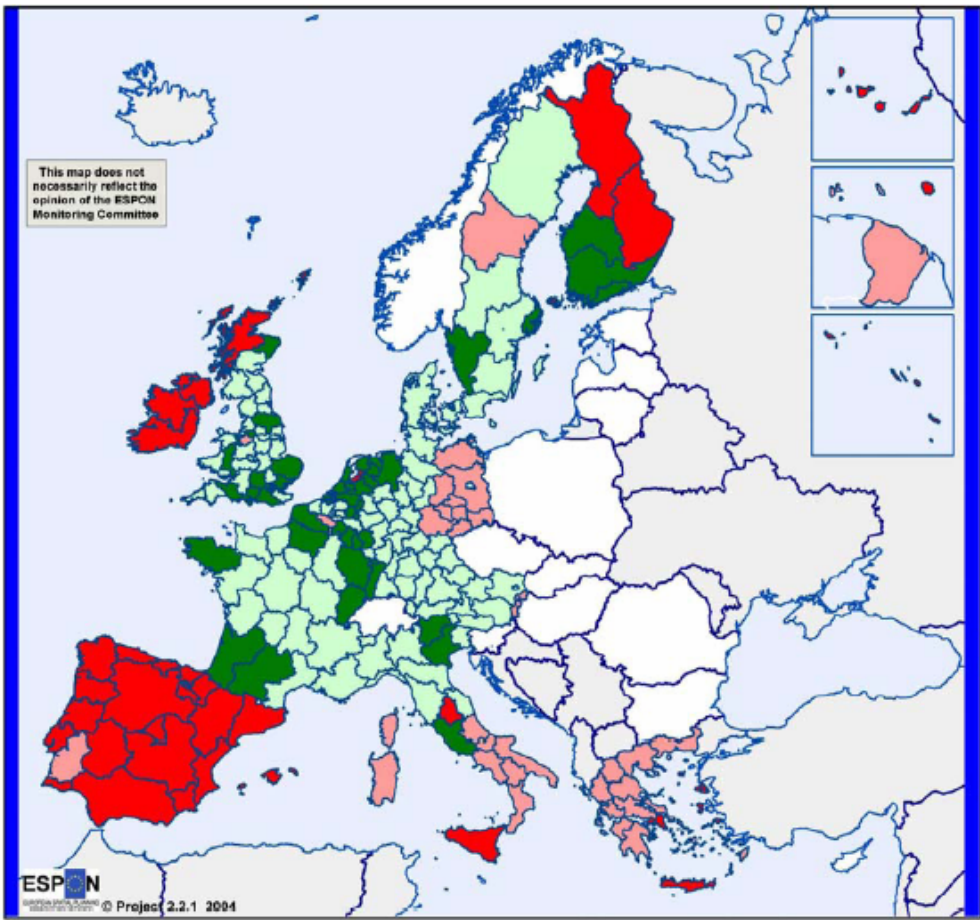 This map does not
necessarily reflect the
opinion of the ESPON
Monitoring Committee
ESPON
© Project 2.2.1 2004